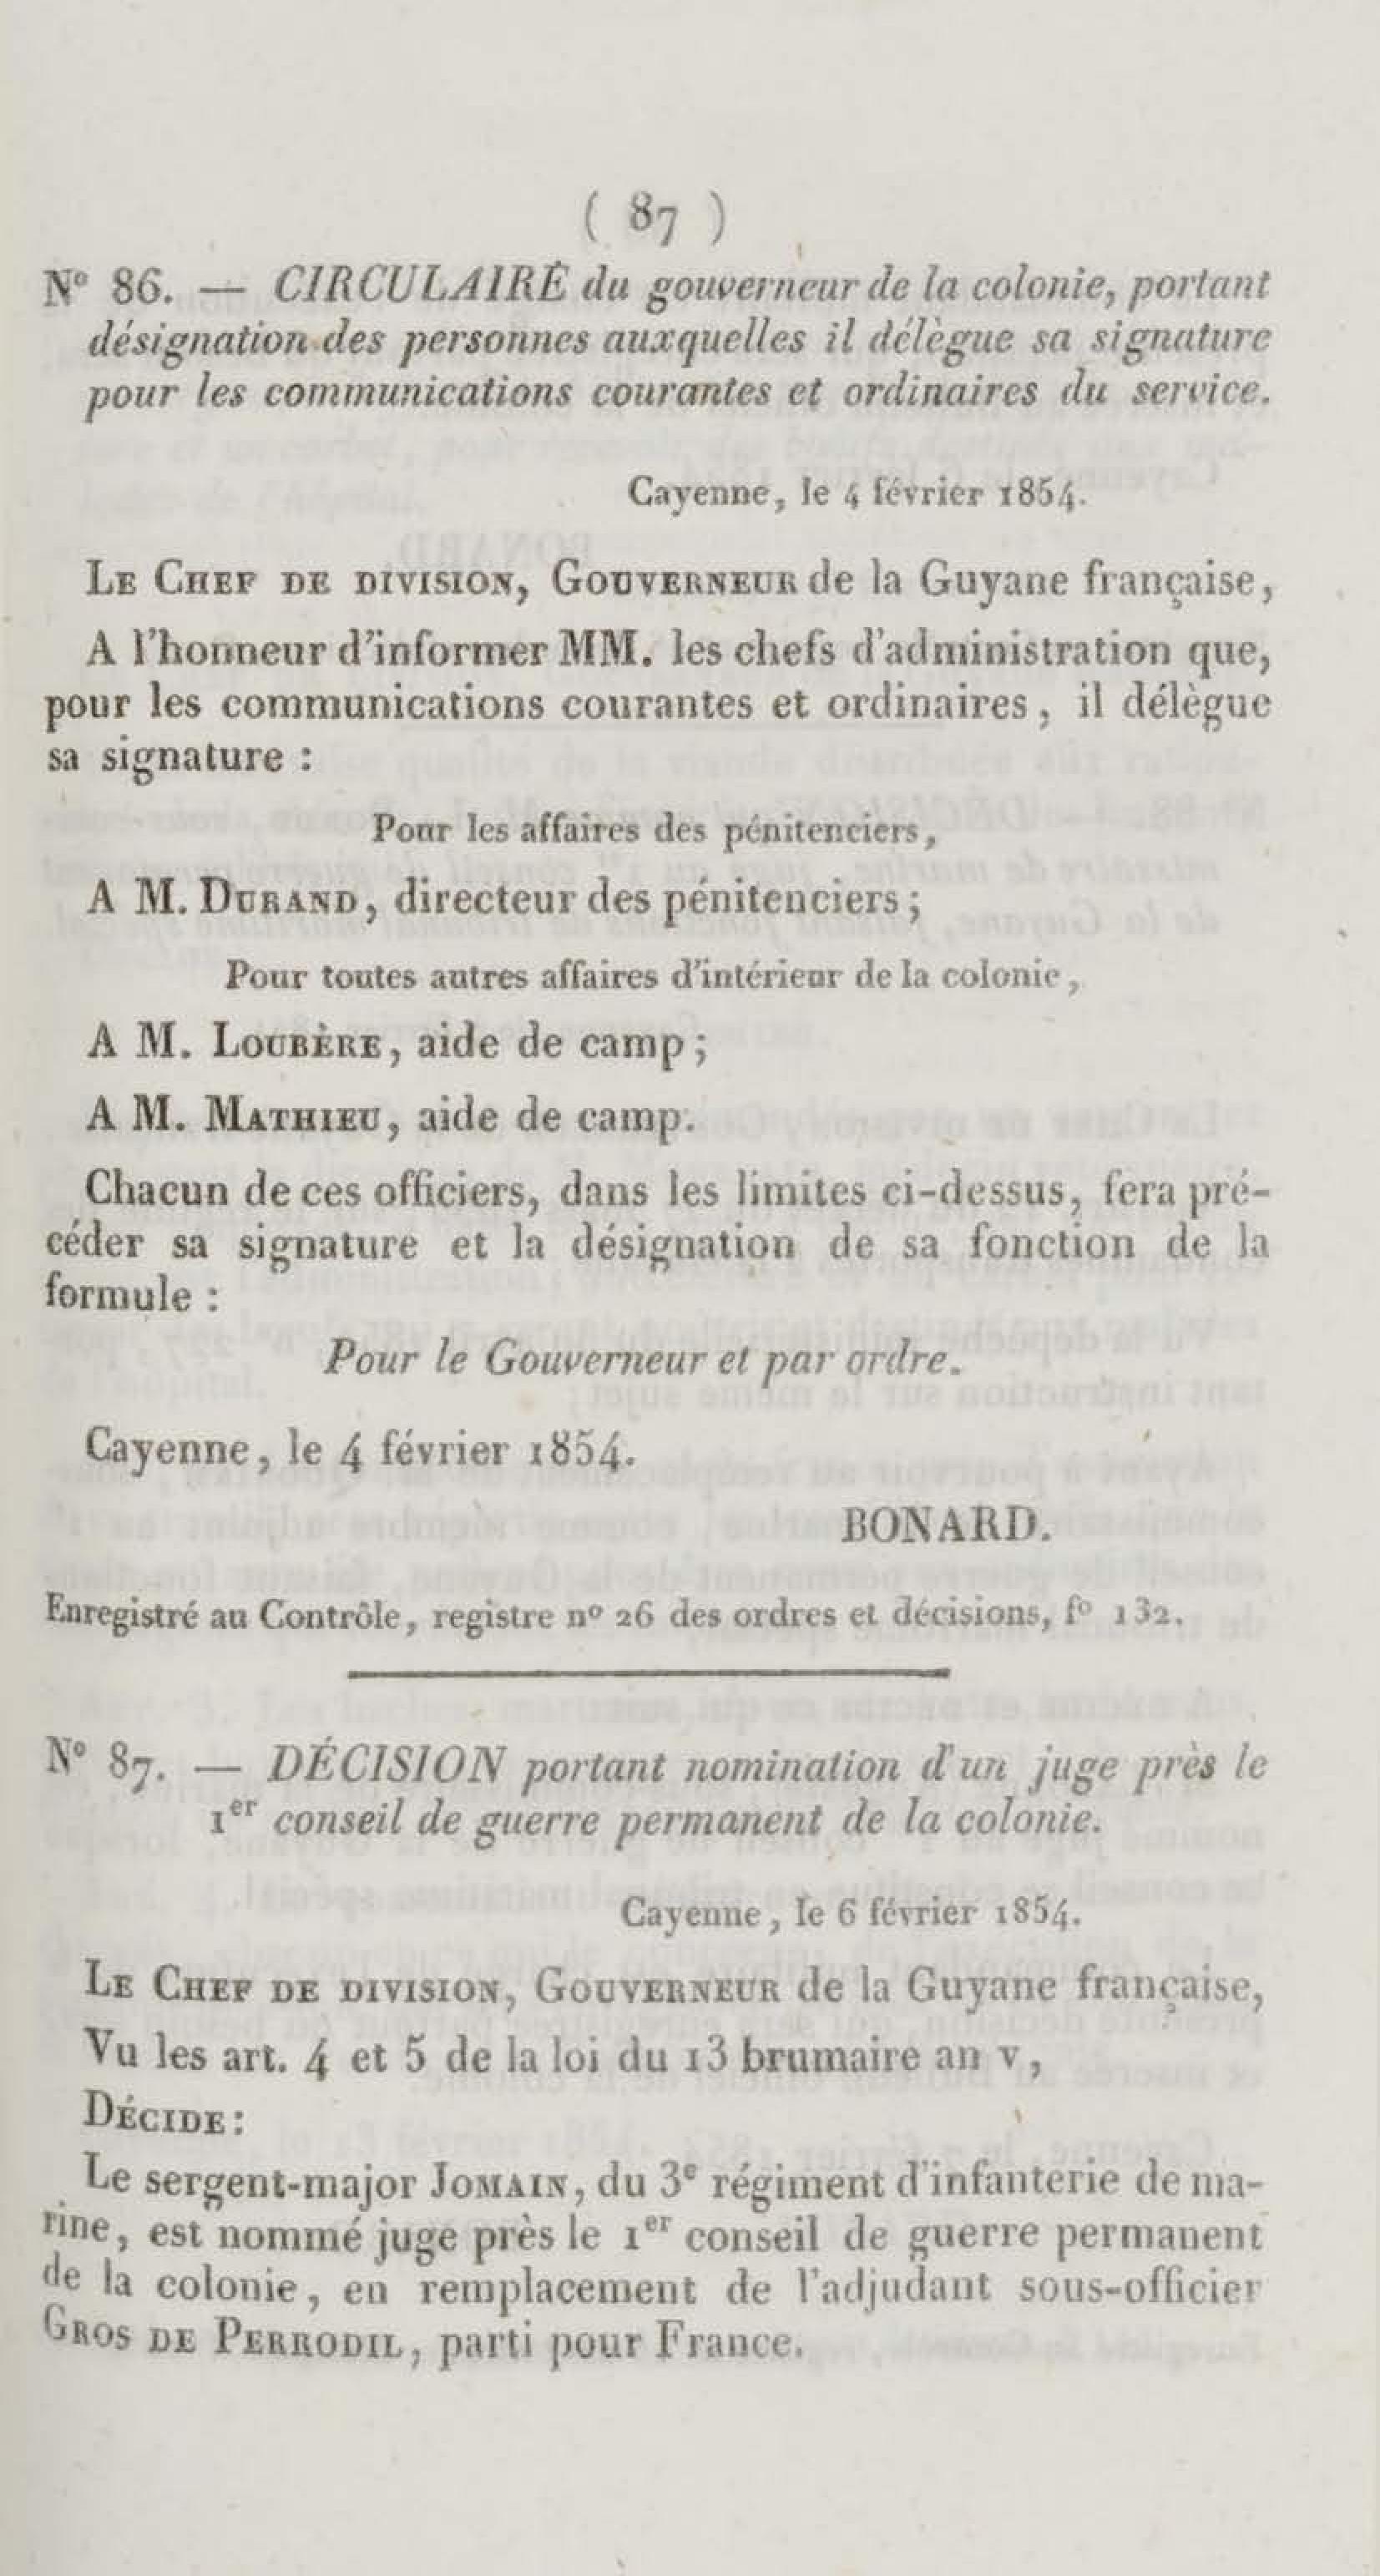 ( 87 )
N° 86. — CIRCULAIRE du gouverneur de la colonie, portant
désignation des personnes auxquelles il délègue sa signature
pour les communications courantes et ordinaires du service.
Cayenne, le 4 février 1854.
LE CHEF DE DIVISION, GOUVERNEUR de la Guyane française,
A l'honneur d'informer MM. les chefs d'administration que,
pour les communications courantes et ordinaires, il délègue
sa signature :
Pour les affaires des pénitenciers,
A M. DURAND, directeur des pénitenciers;
Pour toutes autres affaires d'intérieur de la colonie,
A M. LOUBÈRE, aide de camp;
A M. MATHIEU, aide de camp.
Chacun de ces officiers, dans les limites ci-dessus, fera pré-
céder sa signature et la désignation de sa fonction de la
formule :
Pour le Gouverneur et par ordre.
Cayenne, le 4 février 1854.
BONARD.
Enregistré au Contrôle, registre n° 26 des ordres et décisions, f° 132.
N° 87. — DÉCISION portant nomination d'un juge près le
1er conseil de guerre permanent de la colonie.
Cayenne, le 6 février 1854.
LE CHEF DE DIVISION, GOUVERNEUR de la Guyane française,
Vu les art. 4 et 5 de la loi du 13 brumaire an V,
DÉCIDE:
Le sergent-major JOMAIN, du 3e régiment d'infanterie de ma-
rine, est nommé juge près le 1er conseil de guerre permanent
de la colonie, en remplacement de l'adjudant sous-officier
GROS DE PERRODIL, parti pour France.